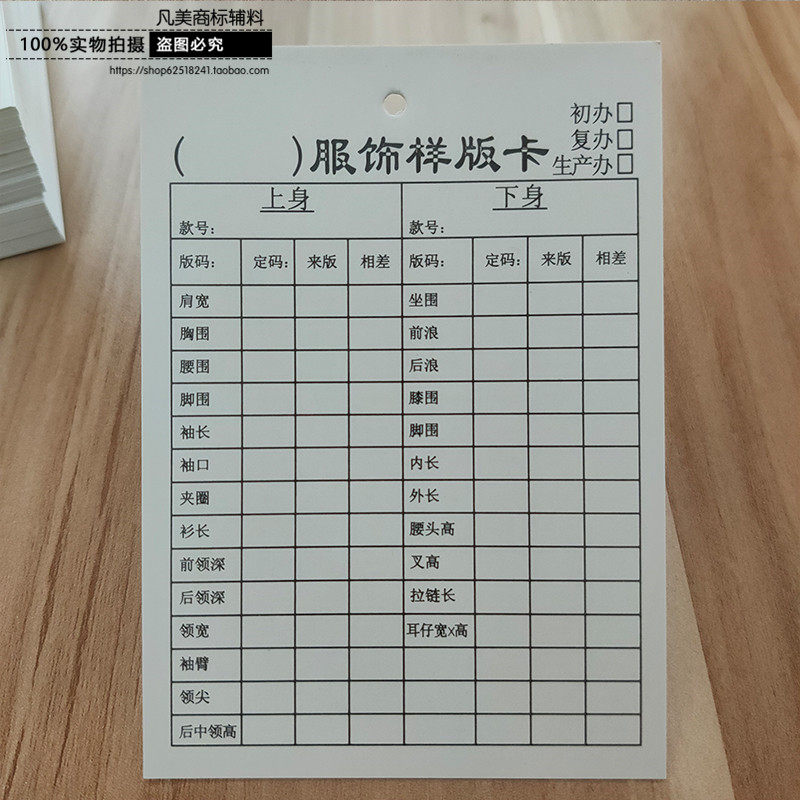 凡美商标辅料
100%实物拍摄 盗图必究
https://shop62518241.taobao.com
初办□
复办□
( )服饰样版卡 生产办□
上身 下身
款号: 款号:
版码: 定码: 来版 相差 版码: 定码: 来版 相差
肩宽 坐围
胸围 前浪
腰围 后浪
脚围 膝围
袖长 脚围
袖口 内长
夹圈 外长
衫长 腰头高
前领深 叉高
后领深 拉链长
领宽 耳仔宽x高
袖臂
领尖
后中领高